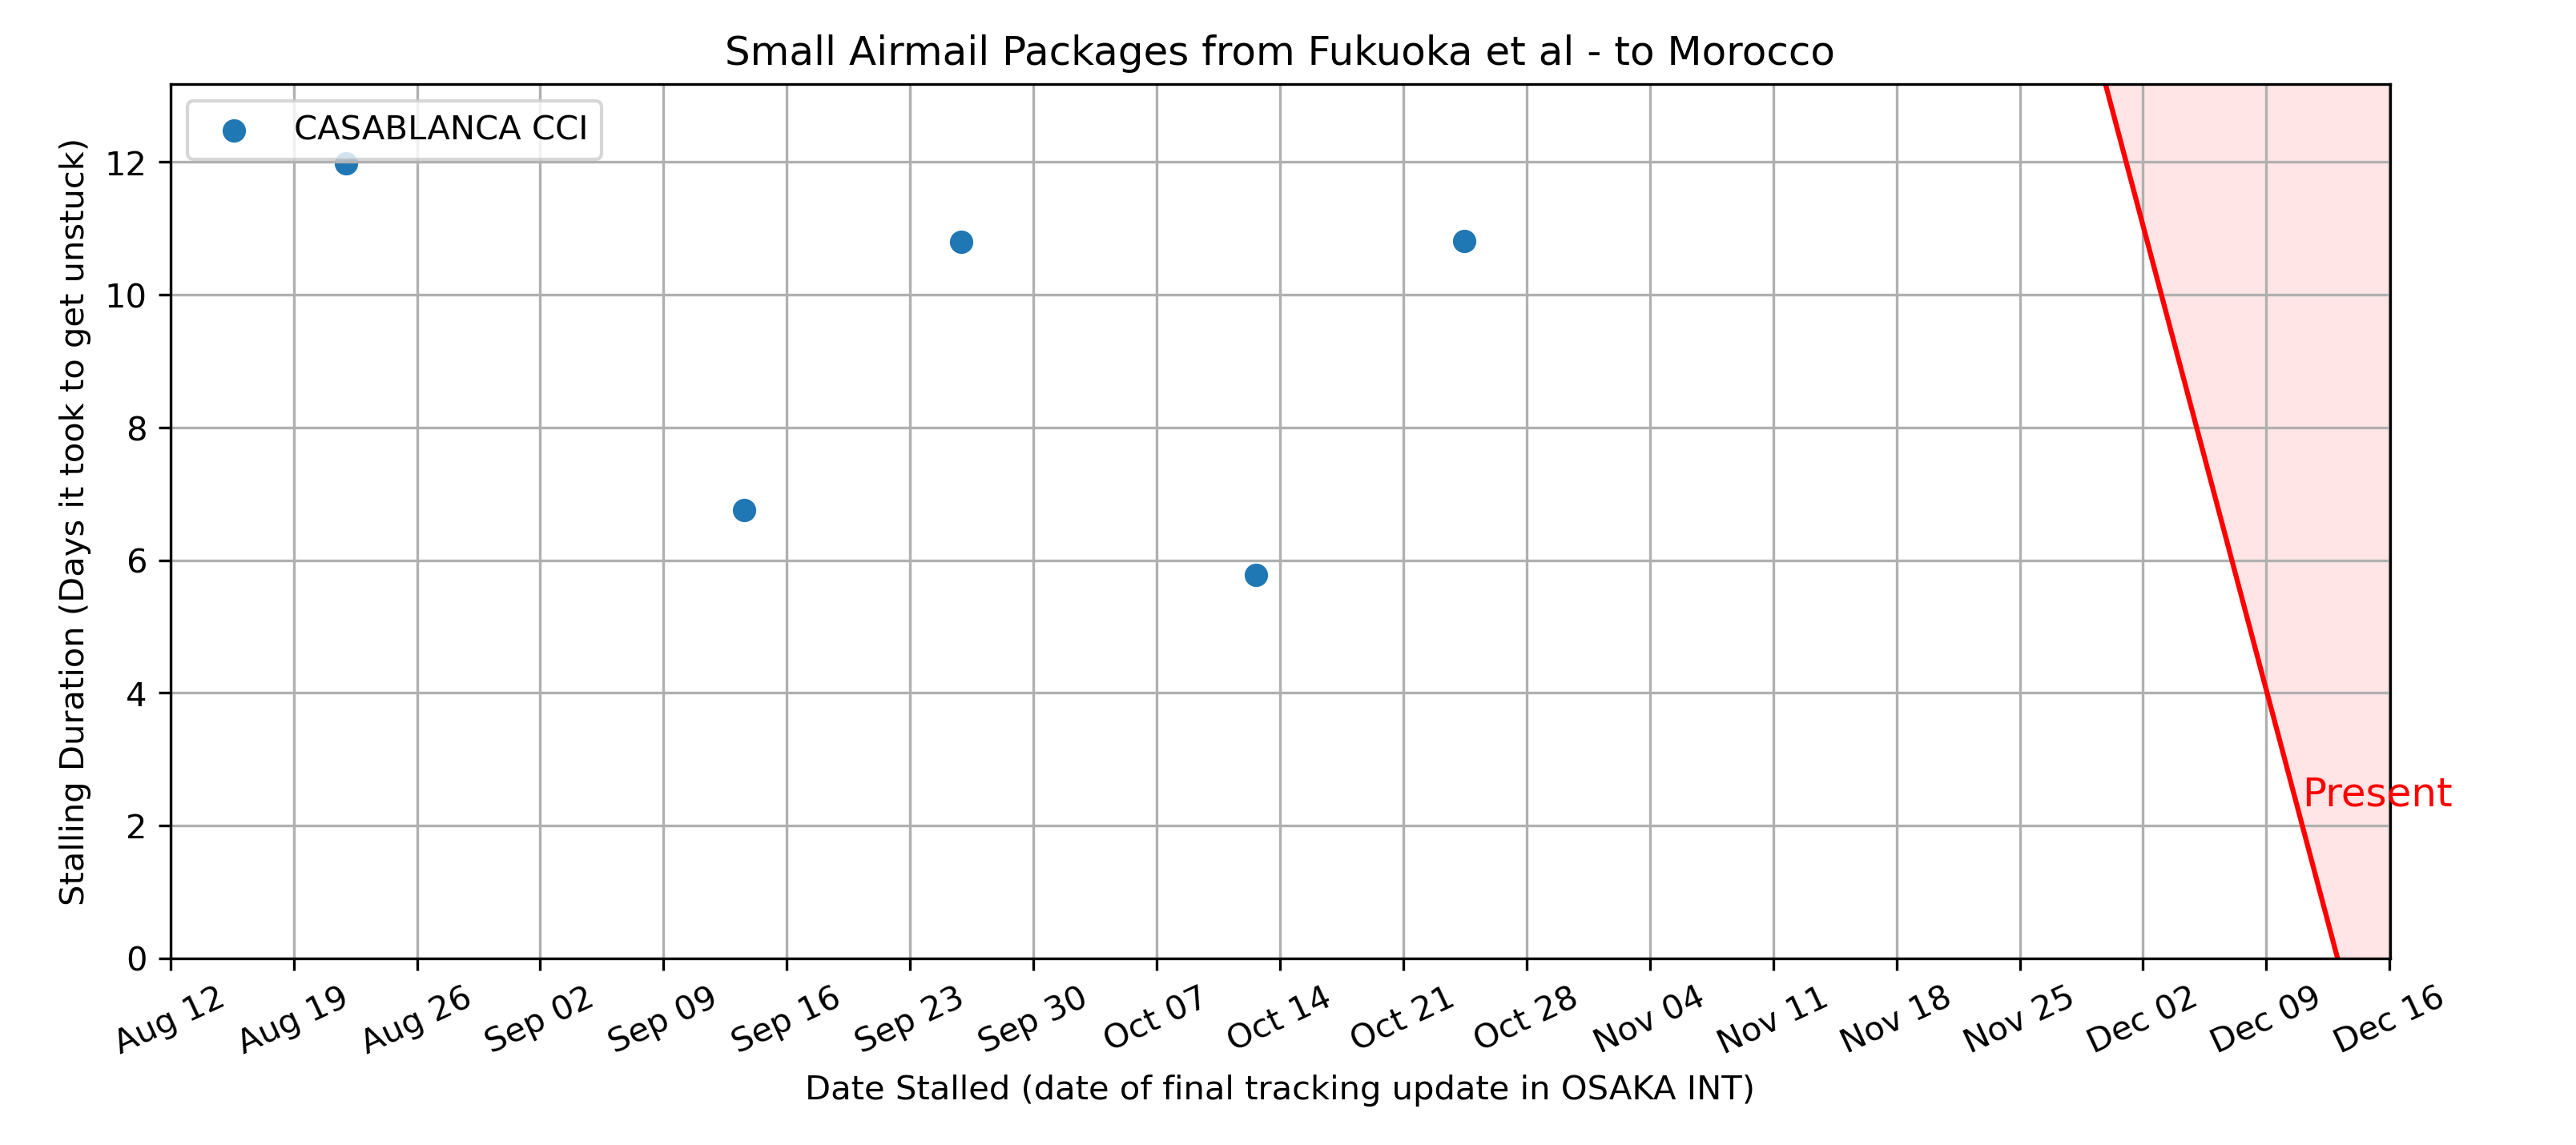 Small Airmail Packages from Fukuoka et al - to Morocco
CASABLANCA CCI
Stalling Duration (Days it took to get unstuck)
12
10
8
6
4
2
0
Present
Aug 12
Aug 19
Aug 26
Sep 02
Sep 09
Sep 16
Sep 23
Sep 30
Oct 07
Oct 14
Oct 21
Oct 28
Nov 04
Nov 11
Nov 18
Nov 25
Dec 02
Dec 09
Dec 16
Date Stalled (date of final tracking update in OSAKA INT)